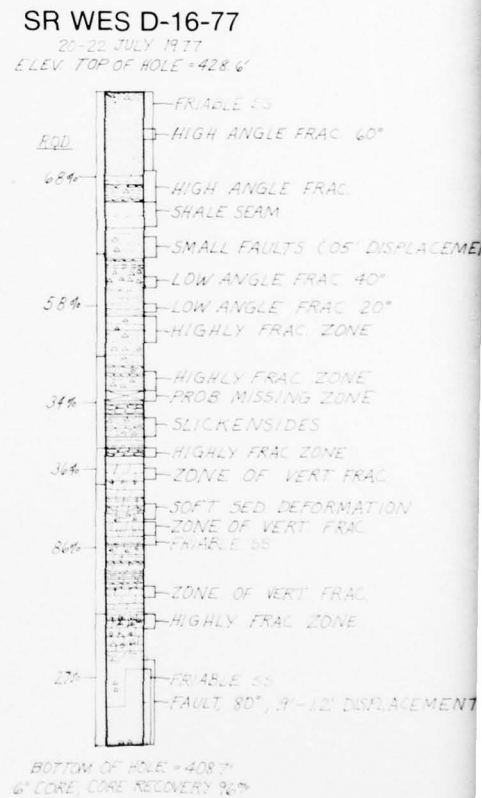 SR WES D-16-77
20-22 JULY 1977
ELEV. TOP OF HOLE = 428.6'
RQD
FRIABLE SS
HIGH ANGLE FRAC 60°
68%
HIGH ANGLE FRAC
SHALE SEAM
SMALL FAULTS (.05' DISPLACEME
LOW ANGLE FRAC 40°
58%
LOW ANGLE FRAC 20°
HIGHLY FRAC ZONE
HIGHLY FRAC ZONE
PROB MISSING ZONE
34%
SLICKENSIDES
HIGHLY FRAC ZONE
36%
ZONE OF VERT FRAC
SOFT SED DEFORMATION
ZONE OF VERT FRAC
FRIABLE SS
86%
ZONE OF VERT FRAC
HIGHLY FRAC ZONE
27%
FRIABLE SS
FAULT, 80°, .9'-1.2' DISPLACEMENT
BOTTOM OF HOLE = 408.7'
6" CORE, CORE RECOVERY 96%